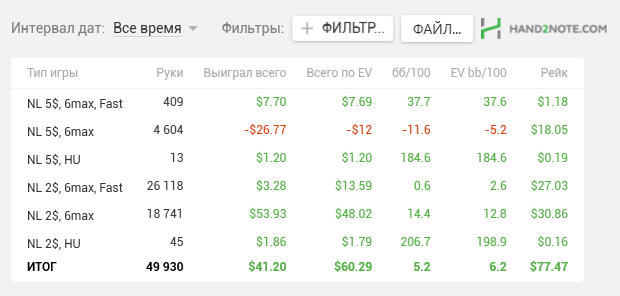 Интервал дат: Все время Фильтры: + ФИЛЬТР... ФАЙЛ... HAND2NOTE.COM
Тип игры Руки Выиграл всего Всего по EV бб/100 EV bb/100 Рейк
NL 5$, 6max, Fast 409 $7.70 $7.69 37.7 37.6 $1.18
NL 5$, 6max 4 604 -$26.77 -$12 -11.6 -5.2 $18.05
NL 5$, HU 13 $1.20 $1.20 184.6 184.6 $0.19
NL 2$, 6max, Fast 26 118 $3.28 $13.59 0.6 2.6 $27.03
NL 2$, 6max 18 741 $53.93 $48.02 14.4 12.8 $30.86
NL 2$, HU 45 $1.86 $1.79 206.7 198.9 $0.16
ИТОГ 49 930 $41.20 $60.29 5.2 6.2 $77.47